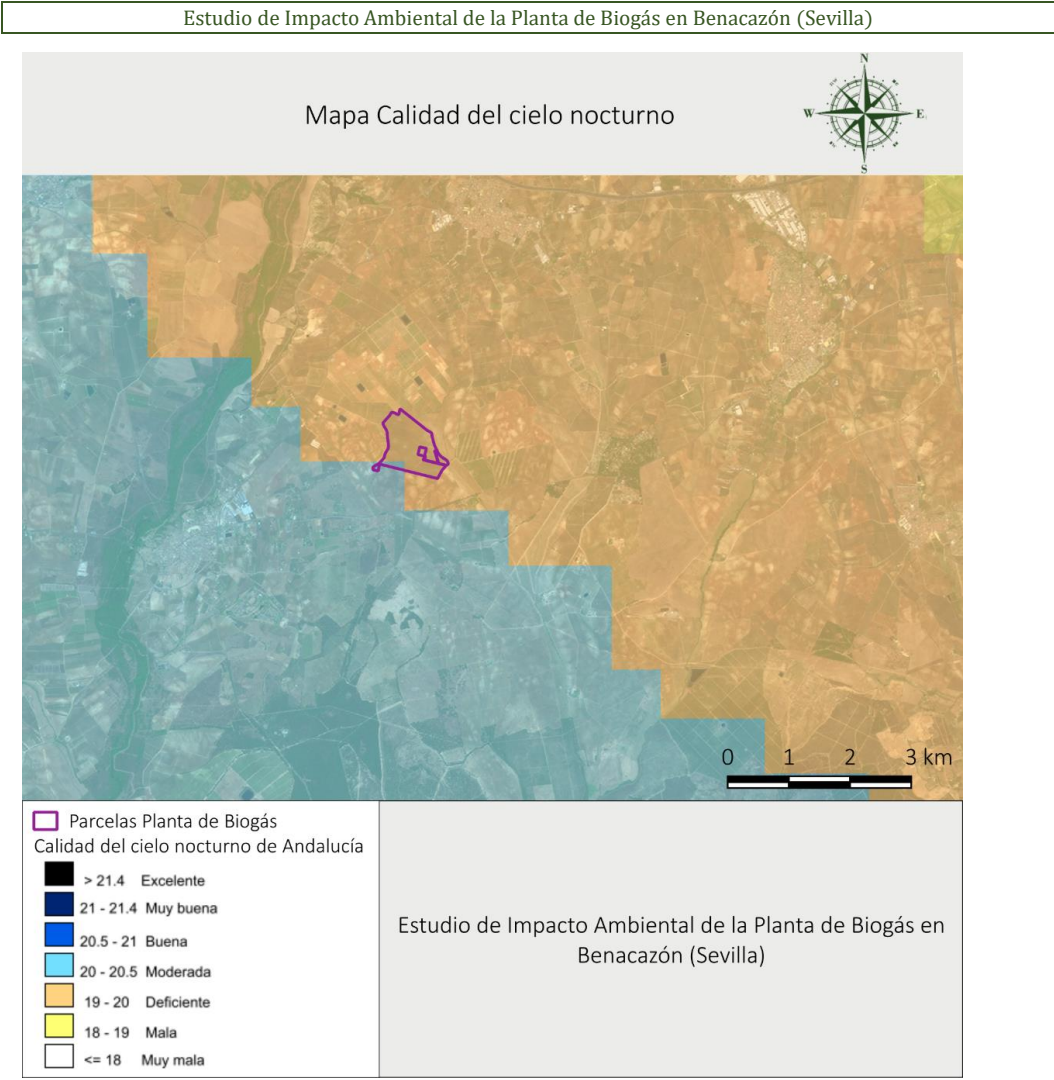 Estudio de Impacto Ambiental de la Planta de Biogás en Benacazón (Sevilla)
Mapa Calidad del cielo nocturno
N
W
E
S
0 1 2 3 km
Parcelas Planta de Biogás
Calidad del cielo nocturno de Andalucía
> 21.4 Excelente
21 - 21.4 Muy buena
20.5 - 21 Buena
20 - 20.5 Moderada
19 - 20 Deficiente
18 - 19 Mala
<= 18 Muy mala
Estudio de Impacto Ambiental de la Planta de Biogás en
Benacazón (Sevilla)